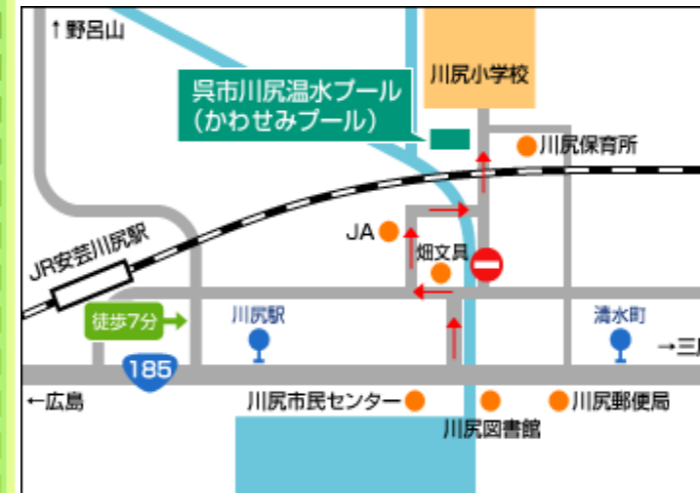 ↑野呂山
川尻小学校
呉市川尻温水プール
（かわせみプール）
川尻保育所
JR安芸川尻駅
JA
畑文具
徒歩7分
川尻駅
清水町
→三
185
←広島
川尻市民センター
川尻図書館
川尻郵便局